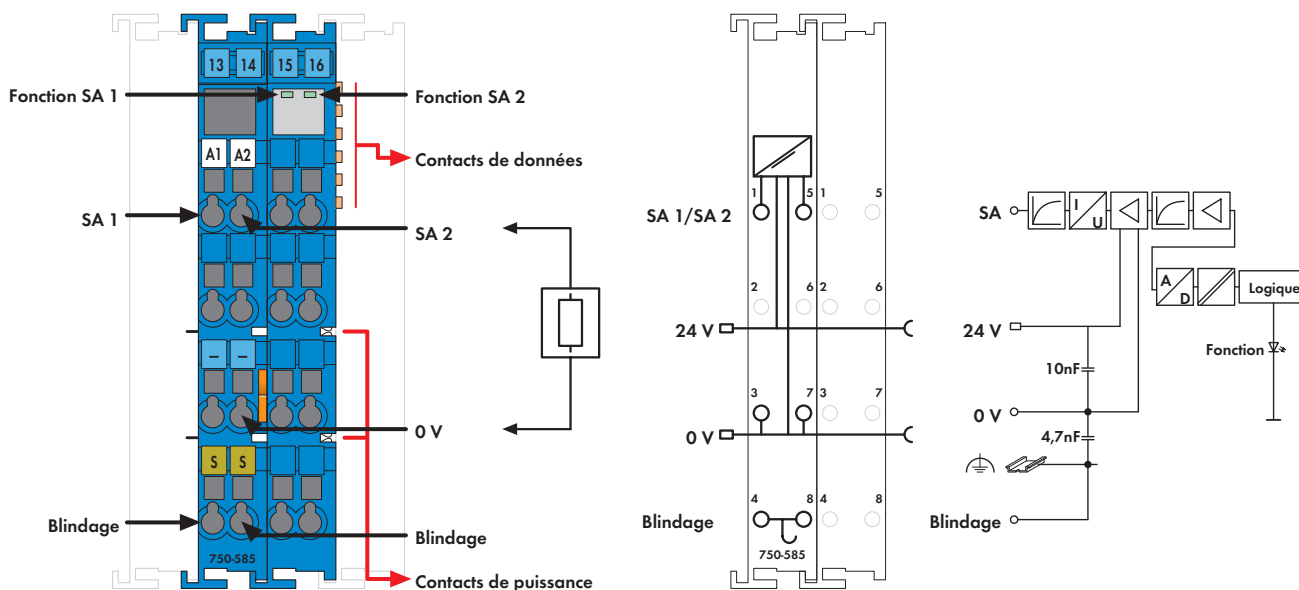 13 14 15 16
Fonction SA 1
Fonction SA 2
A1 A2
Contacts de données
SA 1
SA 2
– –
0 V
S S
Blindage
Blindage
750-585
Contacts de puissance
1 5 1 5
SA 1/SA 2
2 6 2 6
24 V
3 7 3 7
0 V
4 8 4 8
Blindage
750-585
SA
I
U
A
D
Logique
24 V
Fonction
10nF
0 V
4,7nF
Blindage